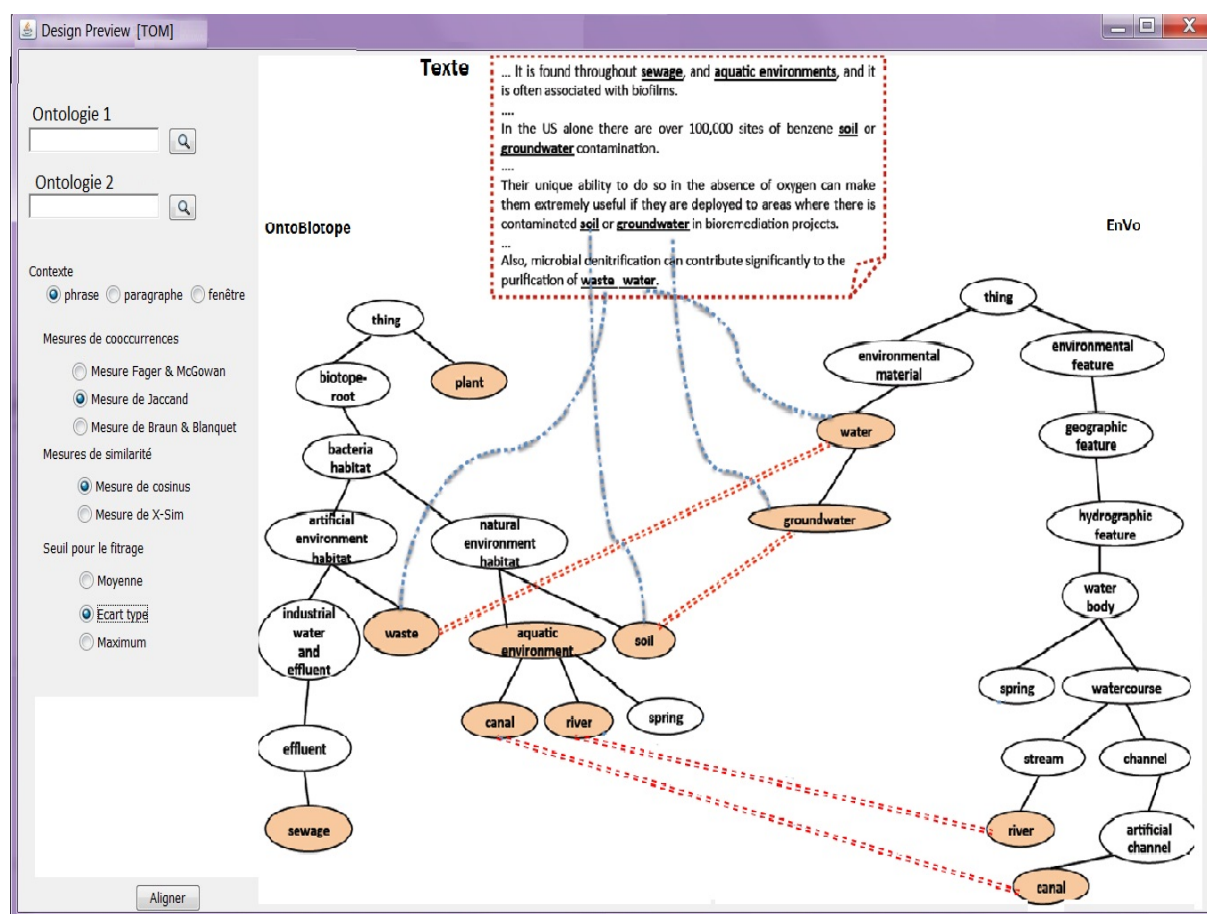 Design Preview [TOM]
Ontologie 1
Ontologie 2
Contexte
phrase paragraphe fenêtre
Mesures de cooccurrences
Mesure Fager & McGowan
Mesure de Jaccand
Mesure de Braun & Blanquet
Mesures de similarité
Mesure de cosinus
Mesure de X-Sim
Seuil pour le fitrage
Moyenne
Ecart type
Maximum
Aligner
Texte
... It is found throughout sewage, and aquatic environments, and it
is often associated with biofilms.
....
In the US alone there are over 100,000 sites of benzene soil or
groundwater contamination.
....
Their unique ability to do so in the absence of oxygen can make
them extremely useful if they are deployed to areas where there is
contaminated soil or groundwater in bioremediation projects.
...
Also, microbial denitrification can contribute significantly to the
purification of waste water.
OntoBiotope
thing
biotope-
root
plant
bacteria
habitat
artificial
environment
habitat
natural
environment
habitat
industrial
water
and
effluent
waste
aquatic
environment
soil
canal
river
spring
effluent
sewage
EnVo
thing
environmental
material
environmental
feature
water
geographic
feature
groundwater
hydrographic
feature
water
body
spring
watercourse
stream
channel
river
artificial
channel
canal